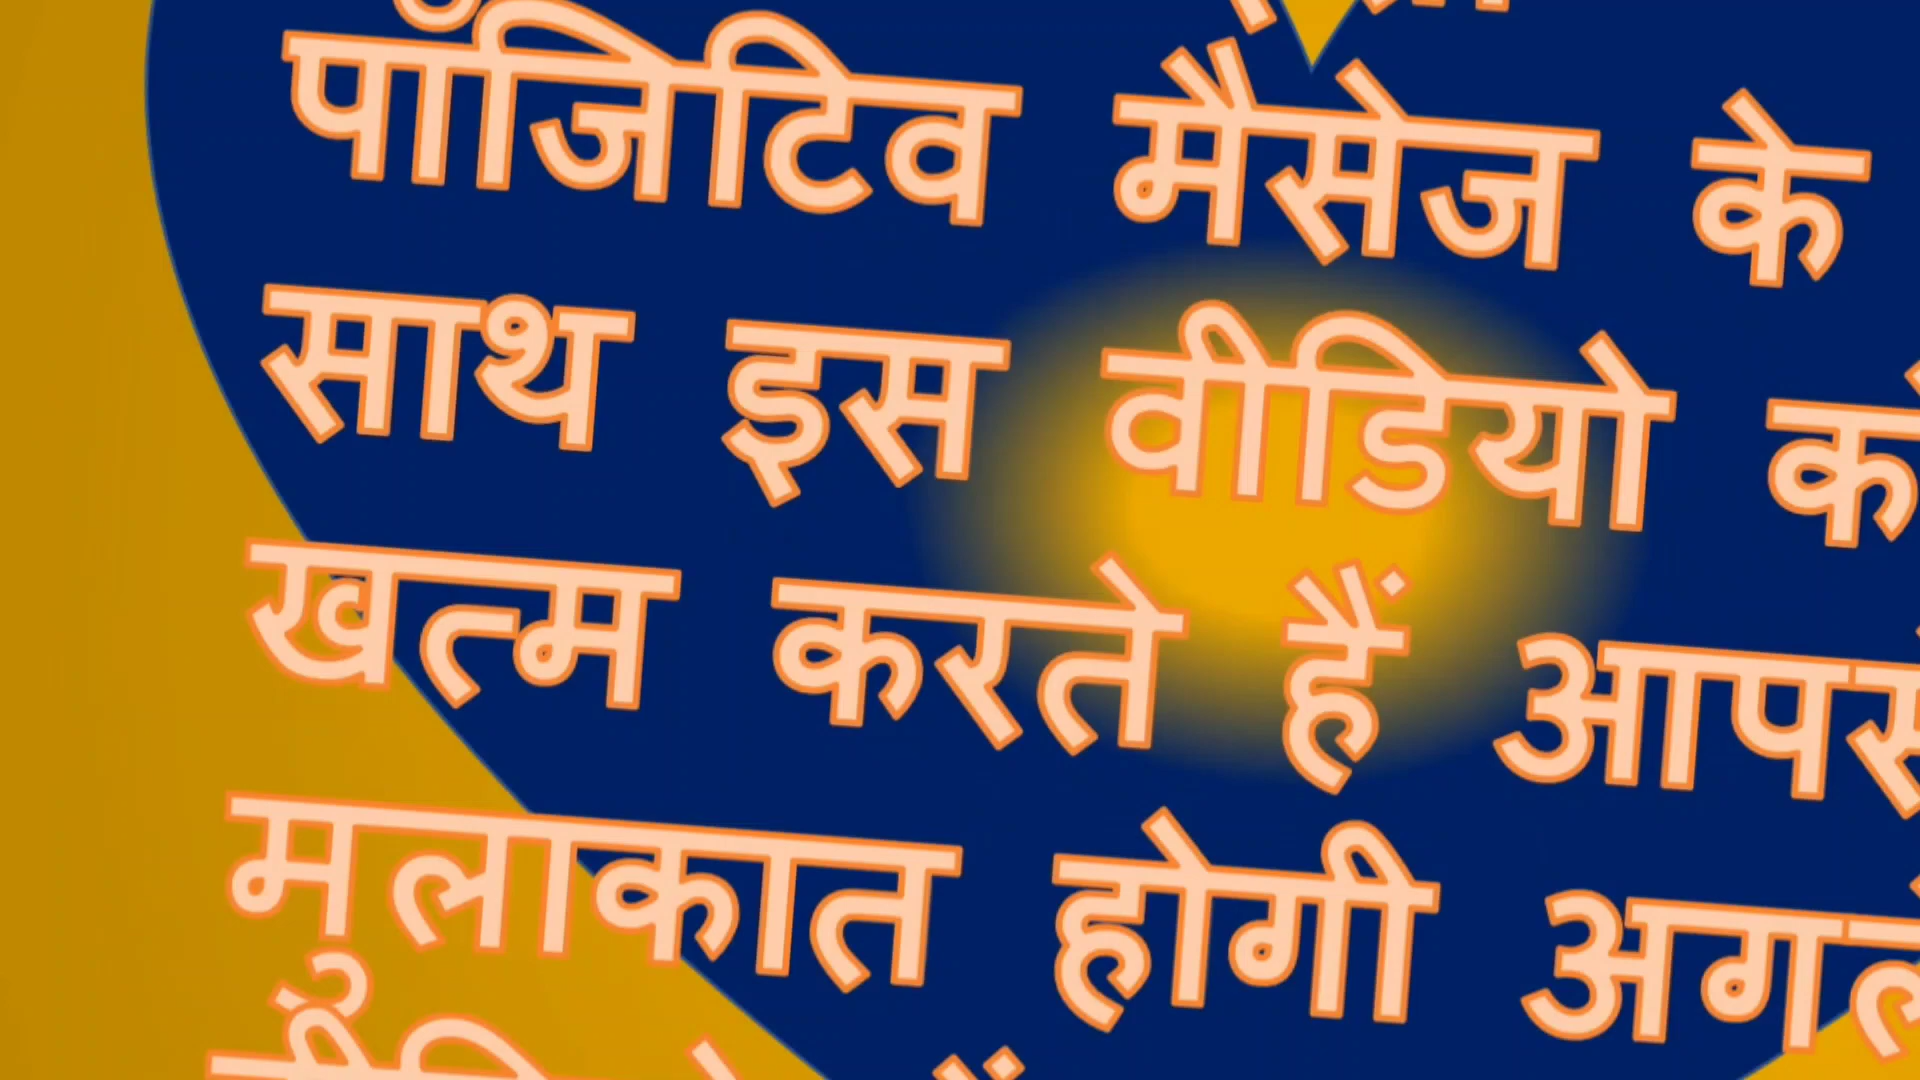 पॉजिटिव मैसेज के
साथ इस वीडियो को
खत्म करते हैं आपसे
मुलाकात होगी अगले